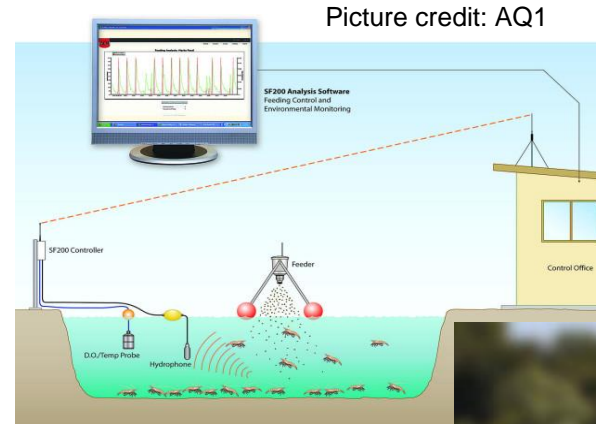 Picture credit: AQ1
SF200 Analysis Software
Feeding Control and
Environmental Monitoring
SF200 Controller
Feeder
Control Office
D.O./Temp Probe
Hydrophone